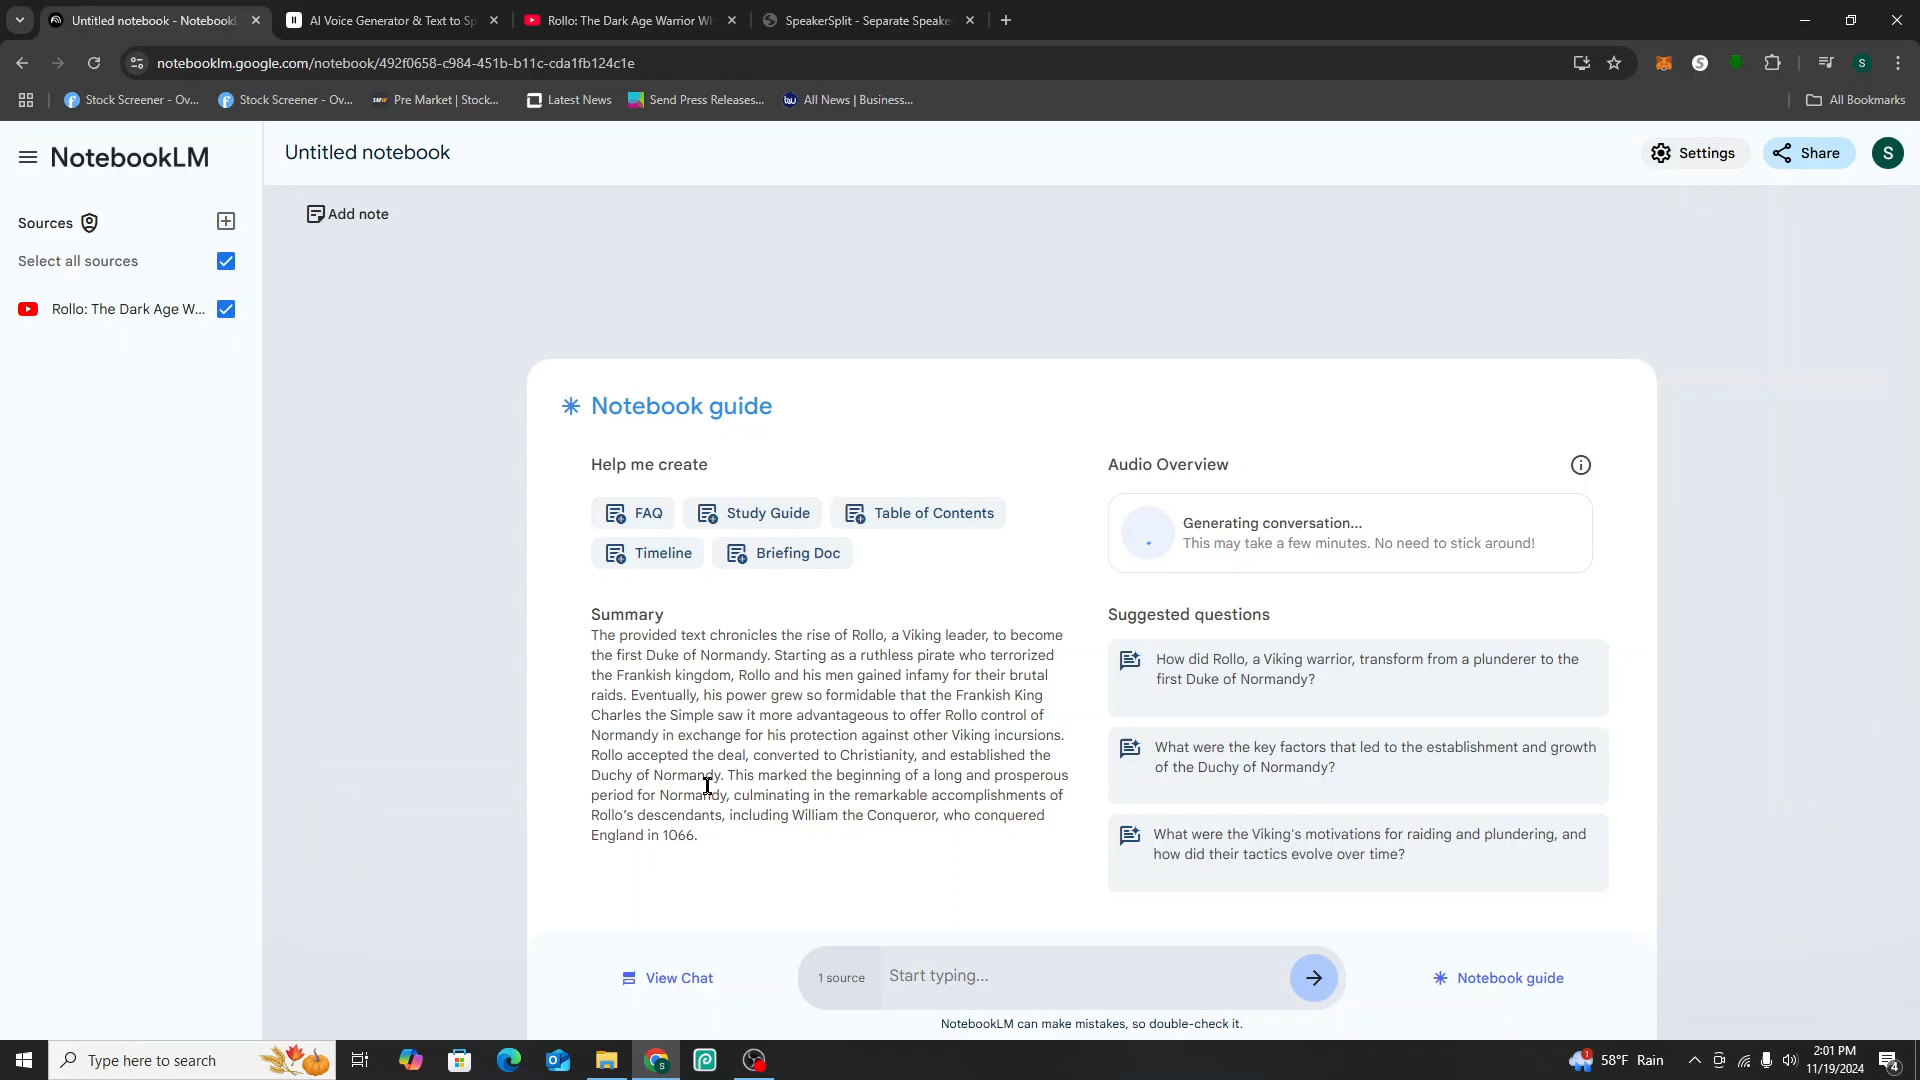 Untitled notebook - NotebookL
AI Voice Generator & Text to Sp
Rollo: The Dark Age Warrior Wh
SpeakerSplit - Separate Speake
notebooklm.google.com/notebook/492f0658-c984-451b-b11c-cda1fb124c1e
Stock Screener - Ov...
Stock Screener - Ov...
SMW
Pre Market | Stock...
Latest News
Send Press Releases...
All News | Business...
All Bookmarks
NotebookLM
Untitled notebook
Settings
Share
S
Sources
Add note
Select all sources
Rollo: The Dark Age W...
Notebook guide
Help me create
FAQ
Study Guide
Table of Contents
Timeline
Briefing Doc
Audio Overview
Generating conversation...
This may take a few minutes. No need to stick around!
Summary
The provided text chronicles the rise of Rollo, a Viking leader, to become
the first Duke of Normandy. Starting as a ruthless pirate who terrorized
the Frankish kingdom, Rollo and his men gained infamy for their brutal
raids. Eventually, his power grew so formidable that the Frankish King
Charles the Simple saw it more advantageous to offer Rollo control of
Normandy in exchange for his protection against other Viking incursions.
Rollo accepted the deal, converted to Christianity, and established the
Duchy of Normandy. This marked the beginning of a long and prosperous
period for Normandy, culminating in the remarkable accomplishments of
Rollo's descendants, including William the Conqueror, who conquered
England in 1066.
Suggested questions
How did Rollo, a Viking warrior, transform from a plunderer to the
first Duke of Normandy?
What were the key factors that led to the establishment and growth
of the Duchy of Normandy?
What were the Viking's motivations for raiding and plundering, and
how did their tactics evolve over time?
View Chat
1 source
Start typing...
Notebook guide
NotebookLM can make mistakes, so double-check it.
Type here to search
58°F Rain
2:01 PM
11/19/2024
4